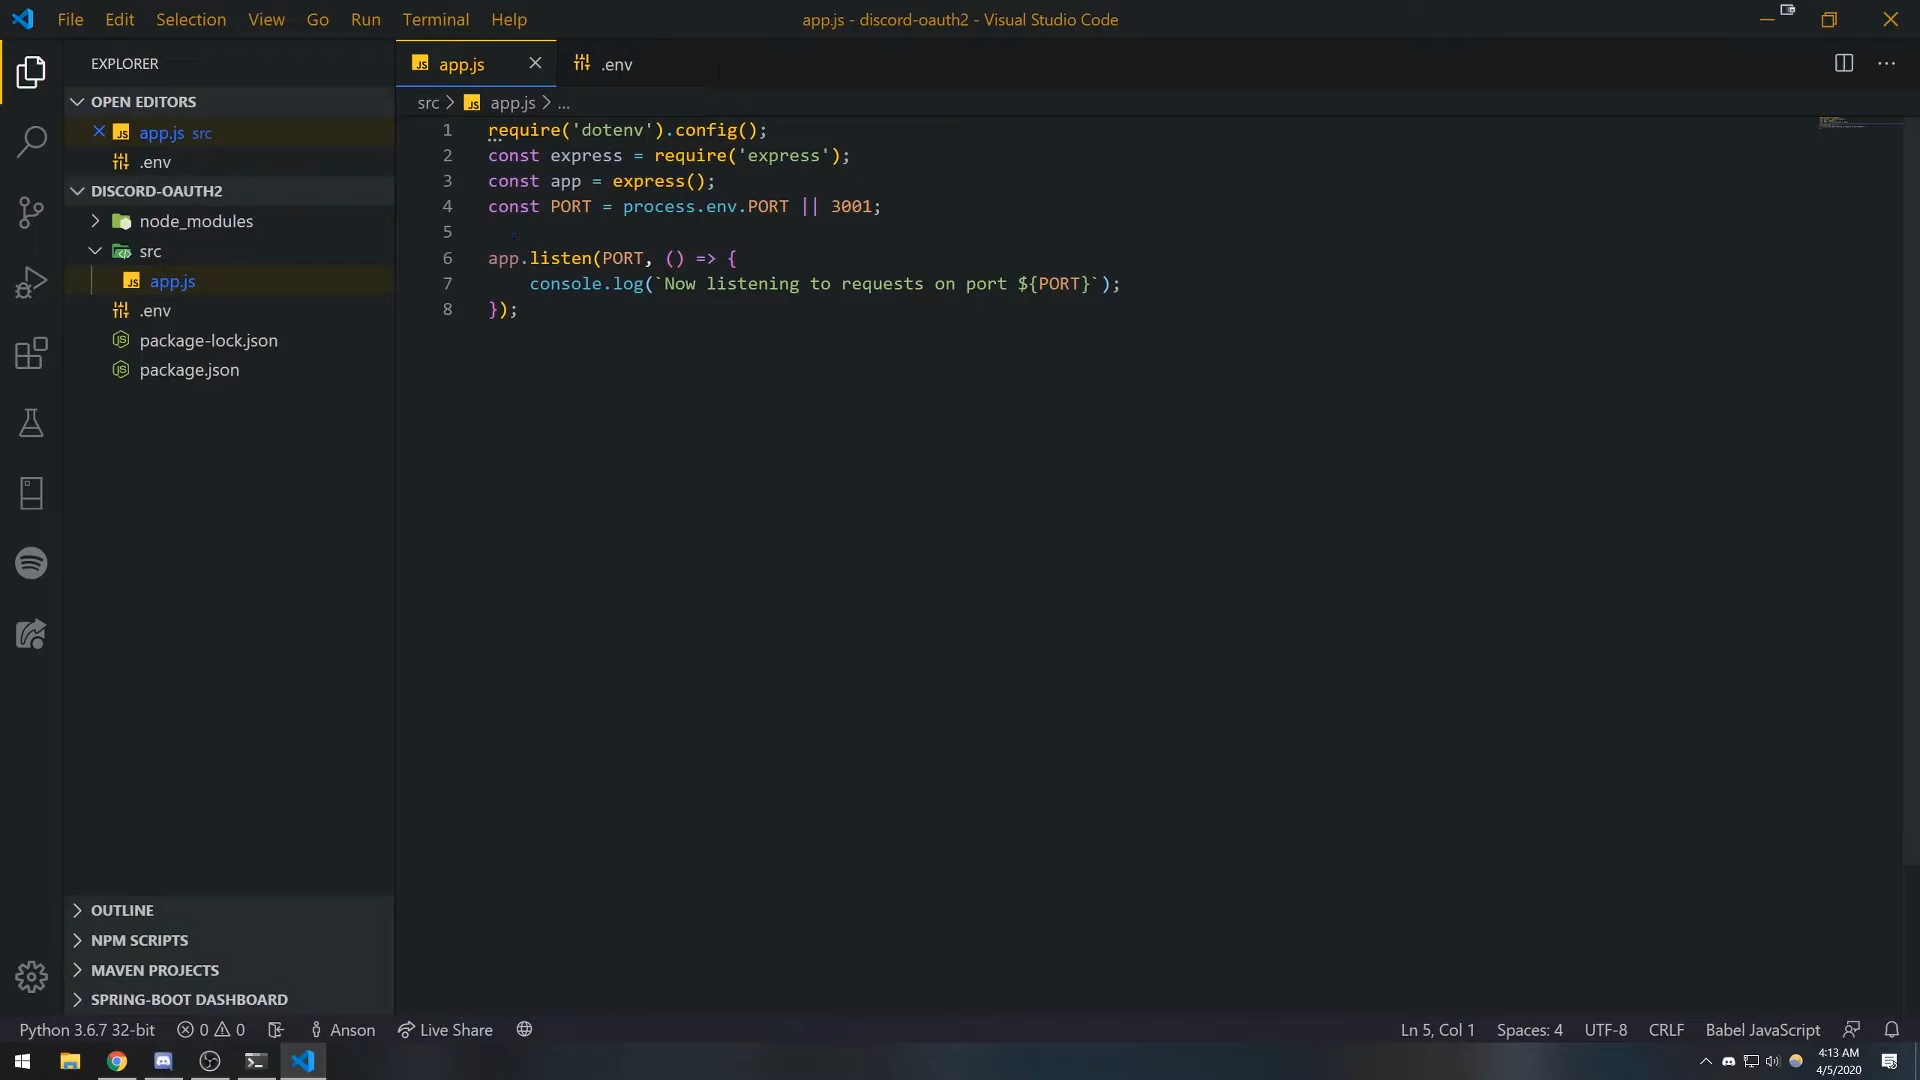 File Edit Selection View Go Run Terminal Help
app.js - discord-oauth2 - Visual Studio Code
EXPLORER
OPEN EDITORS
JS app.js src
.env
DISCORD-OAUTH2
node_modules
src
JS app.js
.env
package-lock.json
package.json
OUTLINE
NPM SCRIPTS
MAVEN PROJECTS
SPRING-BOOT DASHBOARD
JS app.js
.env
src > JS app.js > ...
1 require('dotenv').config();
2 const express = require('express');
3 const app = express();
4 const PORT = process.env.PORT || 3001;
5
6 app.listen(PORT, () => {
7 console.log(`Now listening to requests on port ${PORT}`);
8 });
Python 3.6.7 32-bit 0 0 Anson Live Share
Ln 5, Col 1 Spaces: 4 UTF-8 CRLF Babel JavaScript
4:13 AM
4/5/2020